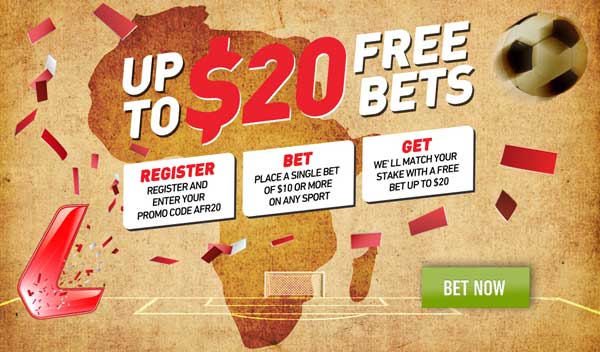 UP TO $20 FREE BETS
REGISTER
REGISTER AND
ENTER YOUR
PROMO CODE AFR20
BET
PLACE A SINGLE BET
OF $10 OR MORE
ON ANY SPORT
GET
WE'LL MATCH YOUR
STAKE WITH A FREE
BET UP TO $20
BET NOW